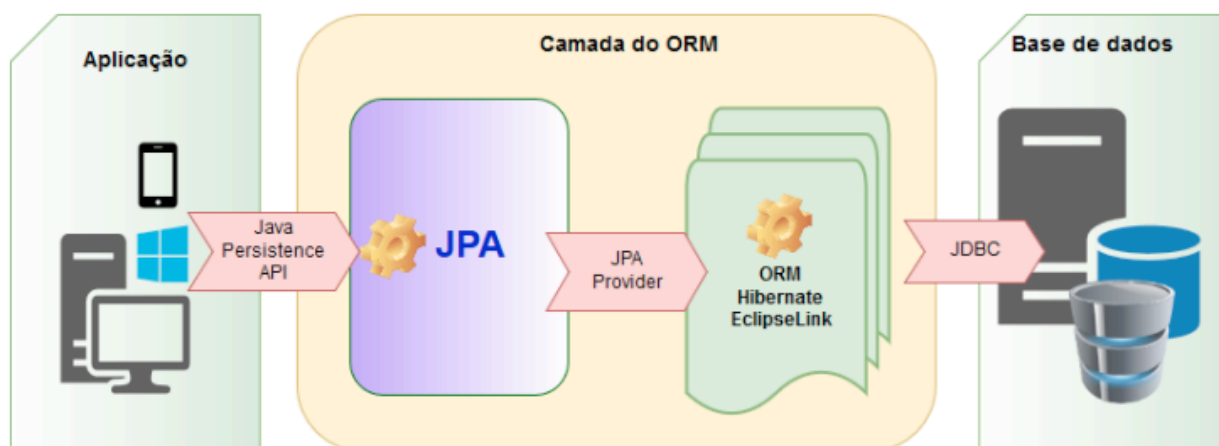 Aplicação
Camada do ORM
Base de dados
Java
Persistence
API
JPA
JPA
Provider
ORM
Hibernate
EclipseLink
JDBC